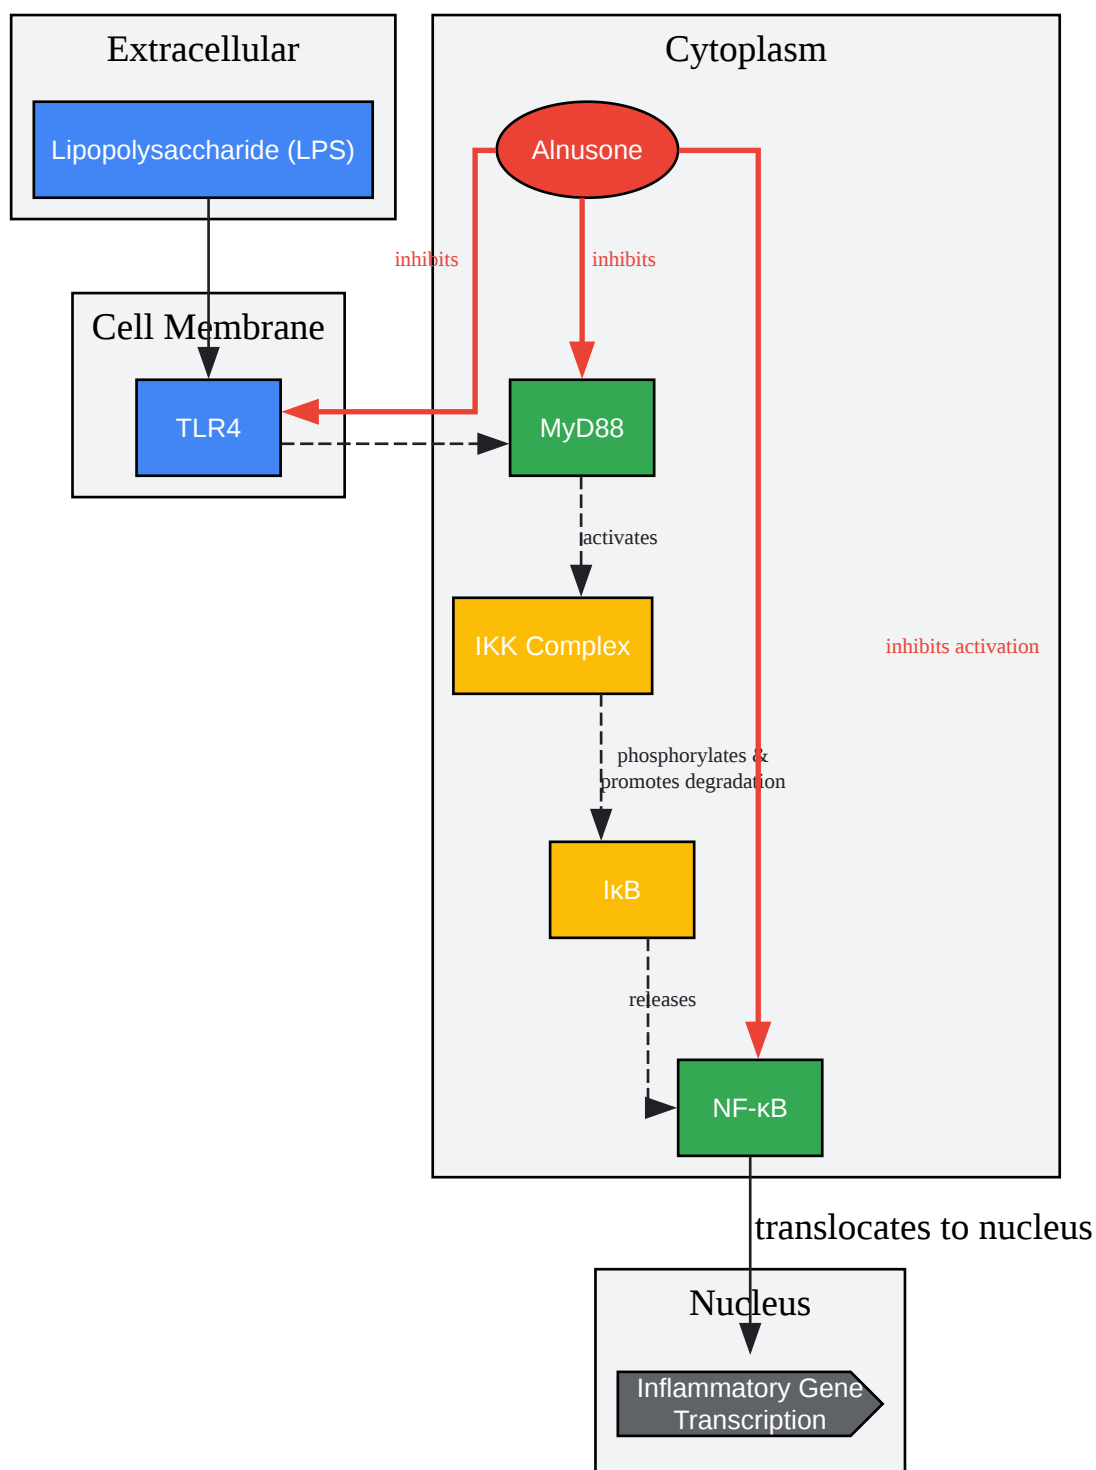 Extracellular
Cytoplasm
Lipopolysaccharide (LPS)
Alnusone
inhibits
inhibits
Cell Membrane
TLR4
MyD88
activates
IKK Complex
inhibits activation
phosphorylates &
promotes degradation
IκB
releases
NF-κB
translocates to nucleus
Nucleus
Inflammatory Gene
Transcription